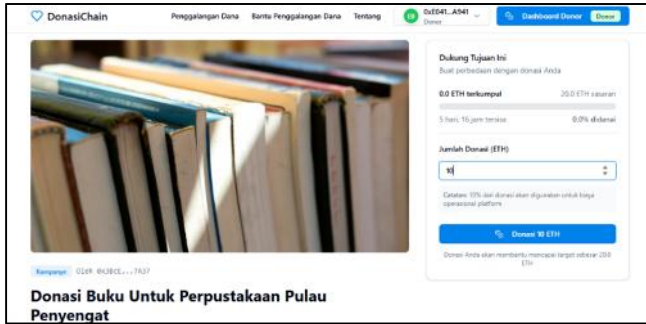 DonasiChain
Penggalangan Dana Bantu Penggalangan Dana Tentang
0xE041...A941
Donor
Dashboard Donor Donor
Dukung Tujuan Ini
Buat perbedaan dengan donasi Anda
0.0 ETH terkumpul 20.0 ETH sasaran
5 hari, 16 jam tersisa 0.0% didanai
Jumlah Donasi (ETH)
10
Catatan: dari donasi akan digunakan untuk biaya
operasional platform
Donasi 10 ETH
Donasi Anda akan membantu mencapai target sebesar 20.0
ETH
Kampanye Oleh 7A37
Donasi Buku Untuk Perpustakaan Pulau
Penyengat